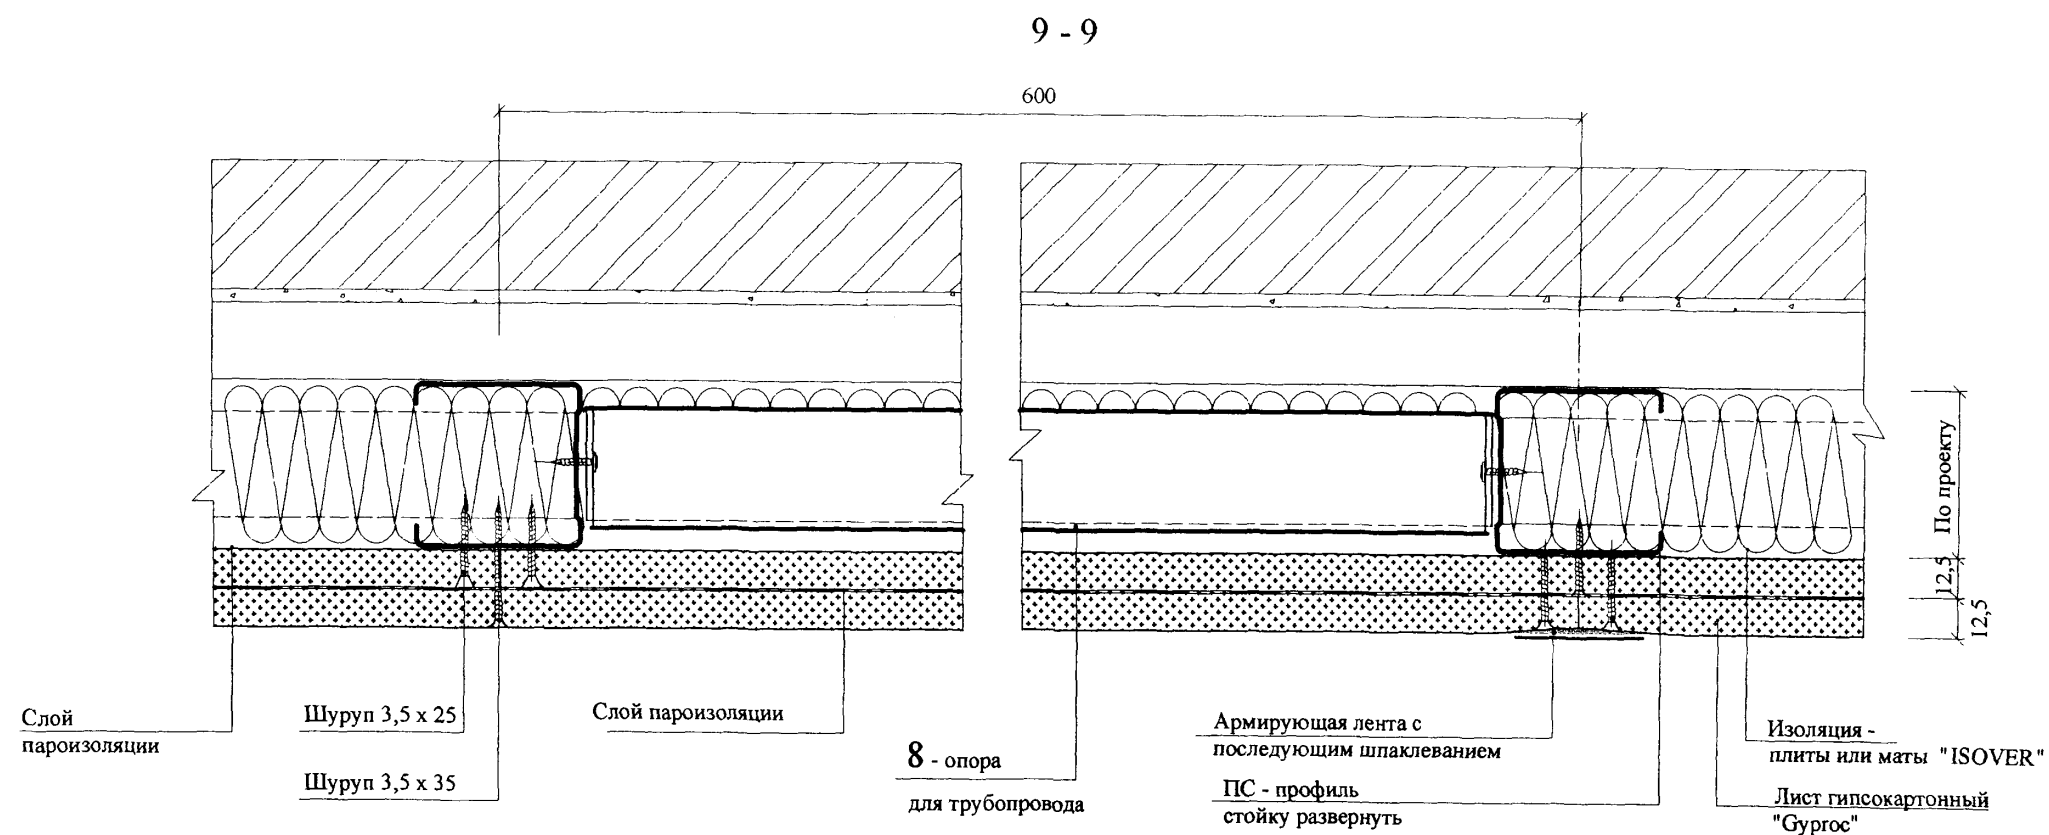 9 - 9
600
По проекту
12,5
12,5
Слой
пароизоляции
Шуруп 3,5 х 25
Шуруп 3,5 х 35
Слой пароизоляции
8 - опора
для трубопровода
Армирующая лента с
последующим шпаклеванием
ПС - профиль
стойку развернуть
Изоляция -
плиты или маты "ISOVER"
Лист гипсокартонный
"Gyproc"